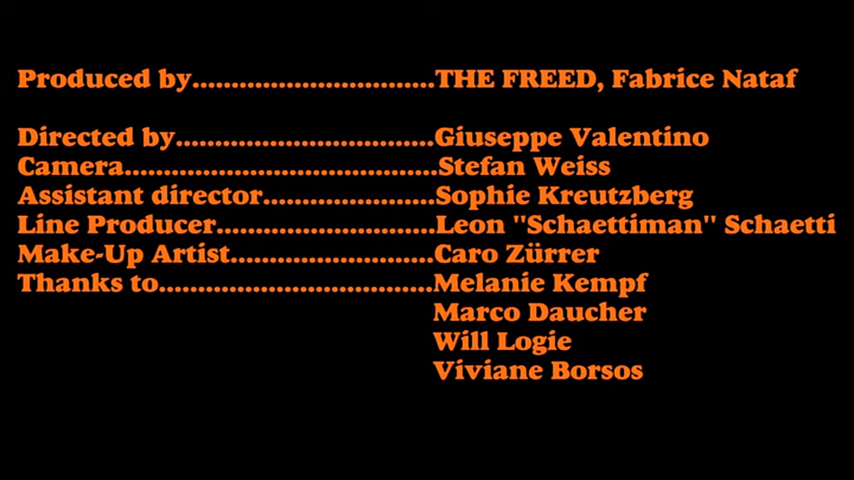 Produced by...............................THE FREED, Fabrice Nataf
Directed by.................................Giuseppe Valentino
Camera........................................Stefan Weiss
Assistant director......................Sophie Kreutzberg
Line Producer............................Leon "Schaettiman" Schaetti
Make-Up Artist..........................Caro Zürrer
Thanks to...................................Melanie Kempf
Marco Daucher
Will Logie
Viviane Borsos